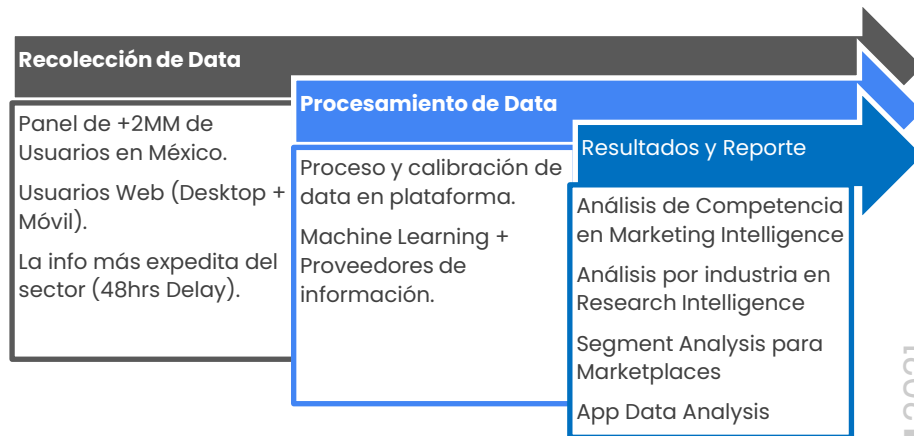 Recolección de Data
Panel de +2MM de
Usuarios en México.
Usuarios Web (Desktop +
Móvil).
La info más expedita del
sector (48hrs Delay).
Procesamiento de Data
Proceso y calibración de
data en plataforma.
Machine Learning +
Proveedores de
información.
Resultados y Reporte
Análisis de Competencia
en Marketing Intelligence
Análisis por industria en
Research Intelligence
Segment Analysis para
Marketplaces
App Data Analysis